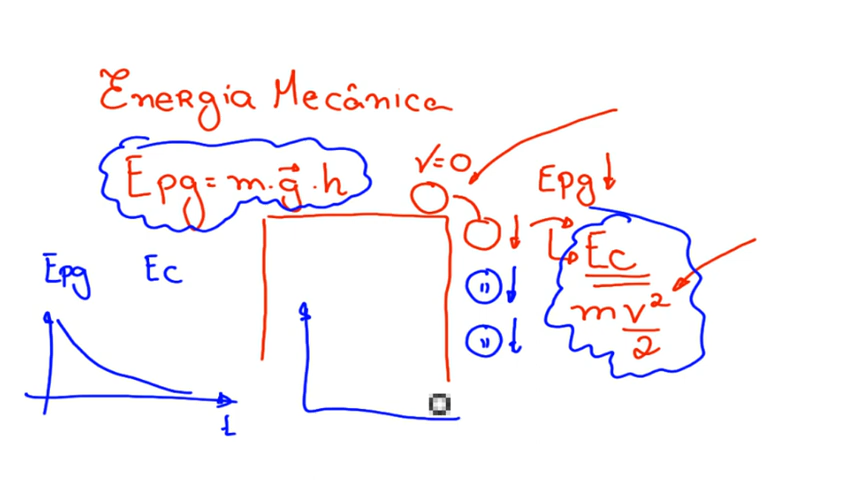 Energia Mecânica
Epg = m.g⃗.h
v=0
Epg↓
Ec
mv²/2
Epg Ec
t